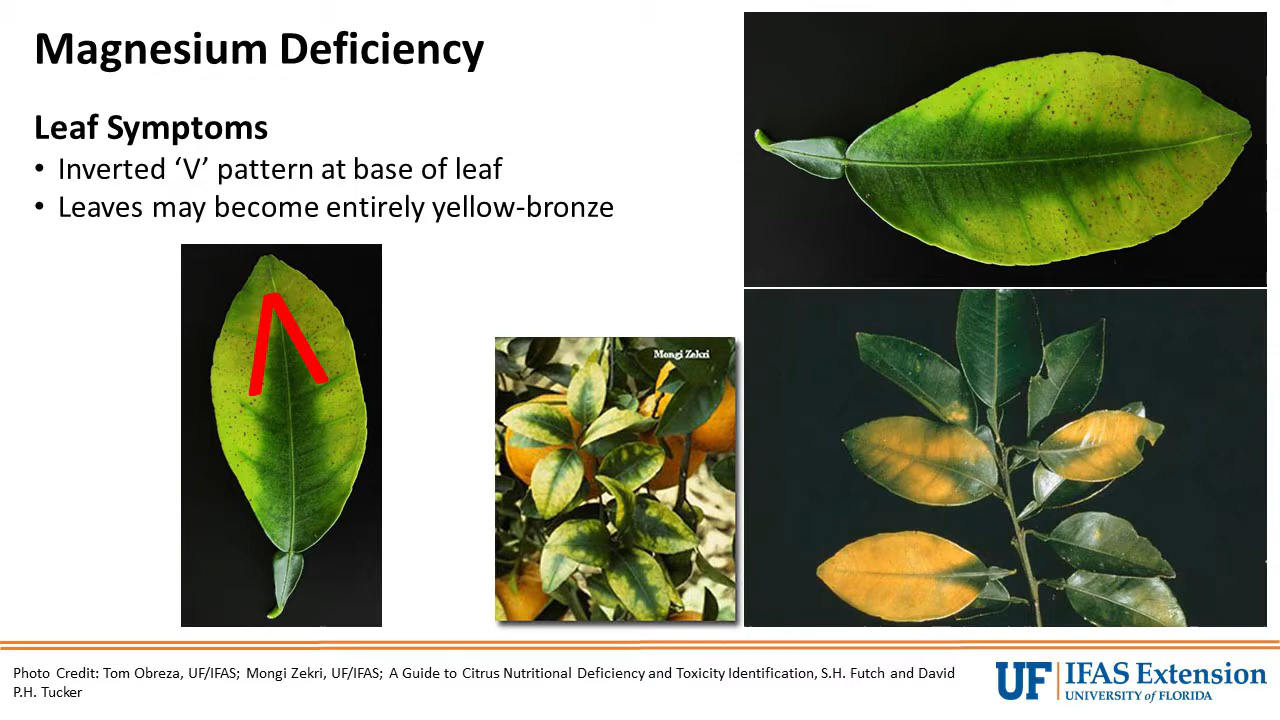 Magnesium Deficiency
Leaf Symptoms
• Inverted ‘V’ pattern at base of leaf
• Leaves may become entirely yellow-bronze
Mongi Zekri
Photo Credit: Tom Obreza, UF/IFAS; Mongi Zekri, UF/IFAS; A Guide to Citrus Nutritional Deficiency and Toxicity Identification, S.H. Futch and David
P.H. Tucker
UF IFAS Extension
UNIVERSITY of FLORIDA